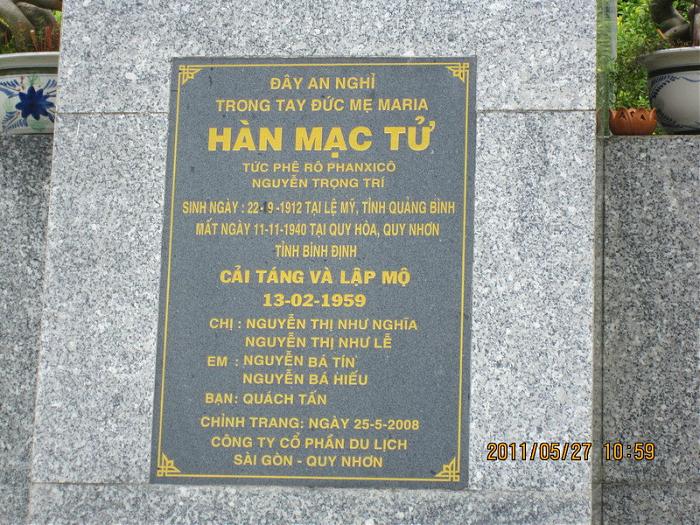 ĐÂY AN NGHỈ
TRONG TAY ĐỨC MẸ MARIA
HÀN MẠC TỬ
TỨC PHÊ RÔ PHANXICÔ
NGUYỄN TRỌNG TRÍ
SINH NGÀY : 22- 9 -1912 TẠI LỆ MỸ, TỈNH QUẢNG BÌNH
MẤT NGÀY 11-11-1940 TẠI QUY HÒA, QUY NHƠN
TỈNH BÌNH ĐỊNH
CẢI TÁNG VÀ LẬP MỘ
13-02-1959
CHỊ : NGUYỄN THỊ NHƯ NGHĨA
NGUYỄN THỊ NHƯ LỄ
EM : NGUYỄN BÁ TÍN
NGUYỄN BÁ HIẾU
BẠN: QUÁCH TẤN
CHỈNH TRANG: NGÀY 25-5-2008
CÔNG TY CỔ PHẦN DU LỊCH
SÀI GÒN - QUY NHƠN
2011/05/27 10:59